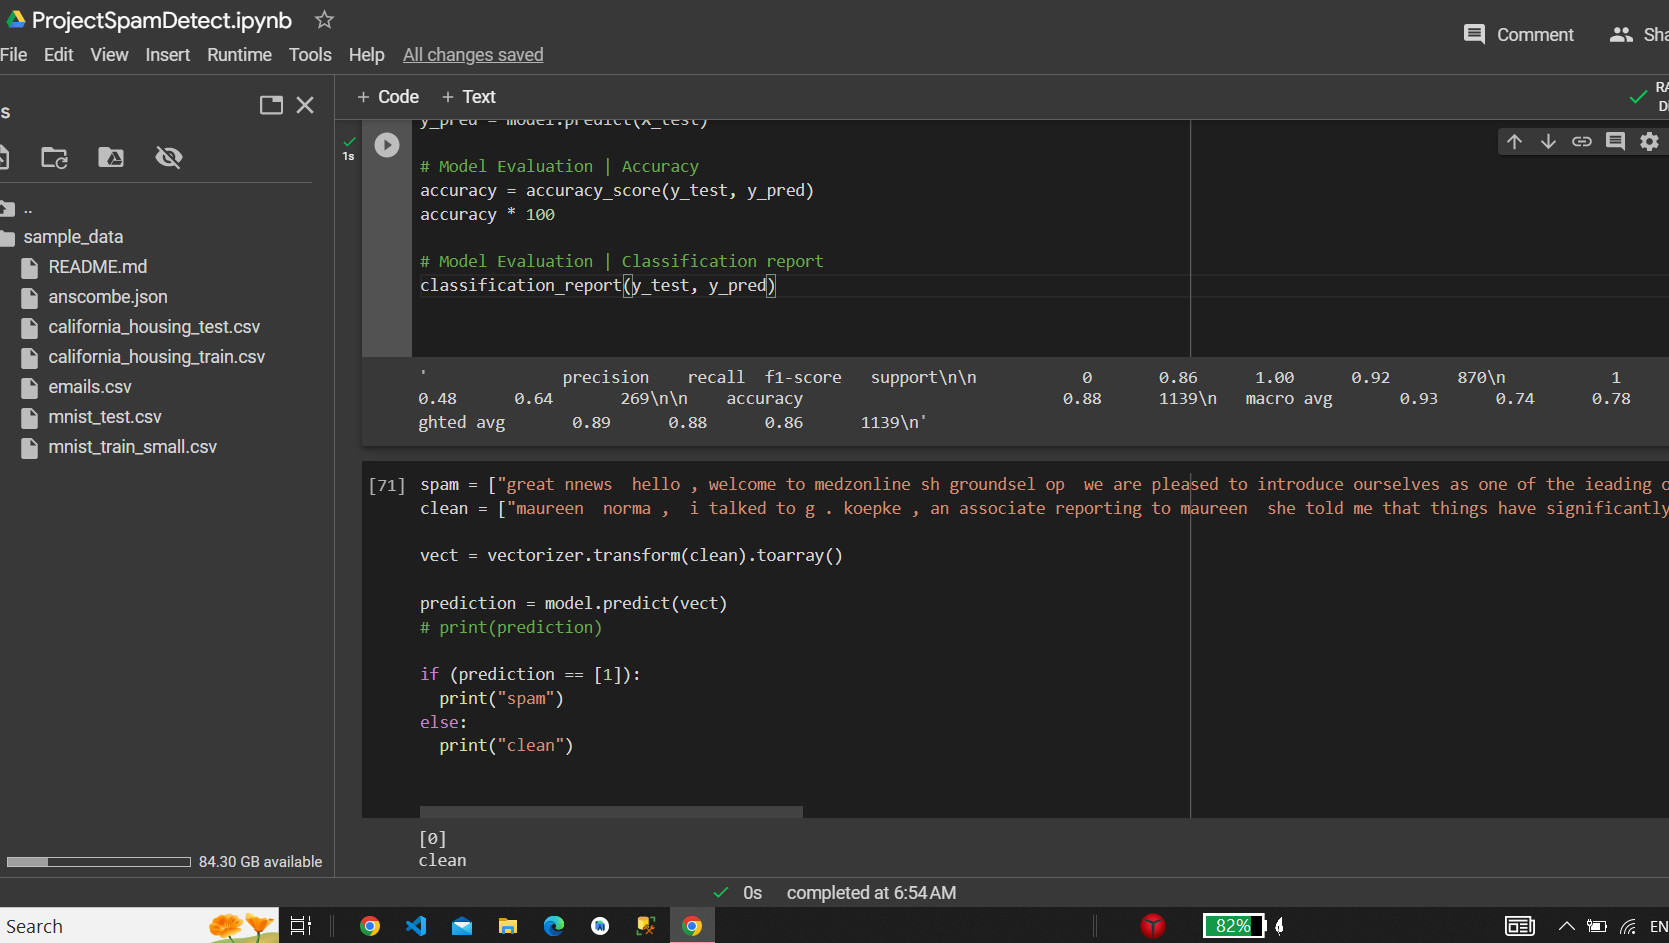 ProjectSpamDetect.ipynb
File Edit View Insert Runtime Tools Help All changes saved
Comment
+ Code + Text
1s
y_pred = model.predict(X_test)
# Model Evaluation | Accuracy
accuracy = accuracy_score(y_test, y_pred)
accuracy * 100
# Model Evaluation | Classification report
classification_report(y_test, y_pred)
..
sample_data
README.md
anscombe.json
california_housing_test.csv
california_housing_train.csv
emails.csv
mnist_test.csv
mnist_train_small.csv
84.30 GB available
' precision recall f1-score support\n\n 0 0.86 1.00 0.92 870\n 1
0.48 0.64 269\n\n accuracy 0.88 1139\n macro avg 0.93 0.74 0.78
ghted avg 0.89 0.88 0.86 1139\n'
[71] spam = ["great nnews hello , welcome to medzonline sh groundsel op we are pleased to introduce ourselves as one of the ieading
clean = ["maureen norma , i talked to g . koepke , an associate reporting to maureen she told me that things have significantly
vect = vectorizer.transform(clean).toarray()
prediction = model.predict(vect)
# print(prediction)
if (prediction == [1]):
print("spam")
else:
print("clean")
[0]
clean
0s completed at 6:54 AM
Search
82%
EN